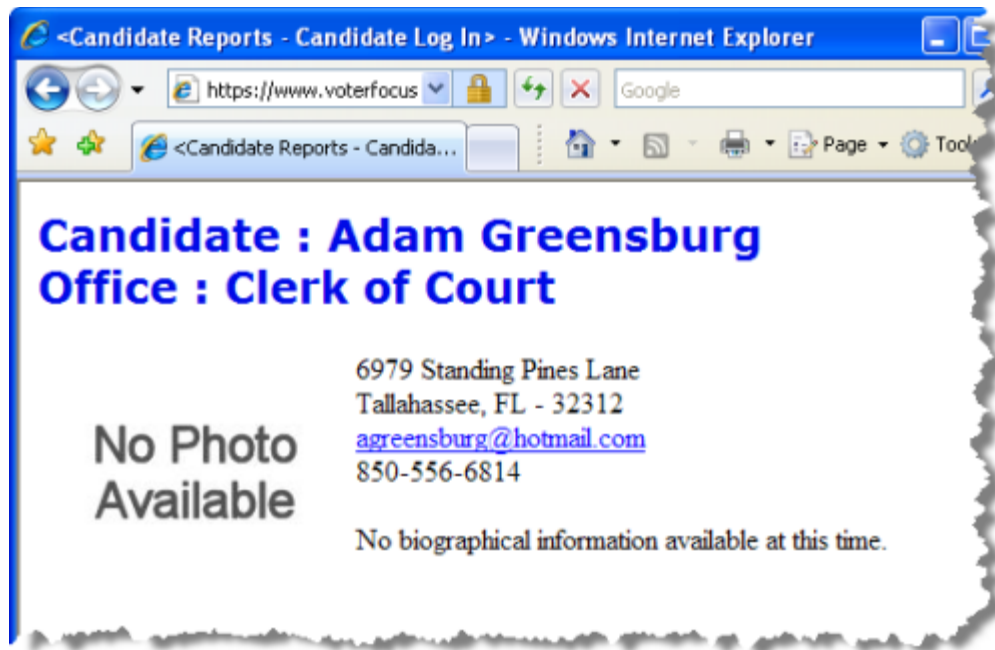 <Candidate Reports - Candidate Log In> - Windows Internet Explorer
https://www.voterfocus
Google
<Candidate Reports - Candida...
Page
Candidate : Adam Greensburg
Office : Clerk of Court
No Photo
Available
6979 Standing Pines Lane
Tallahassee, FL - 32312
agreensburg@hotmail.com
850-556-6814
No biographical information available at this time.